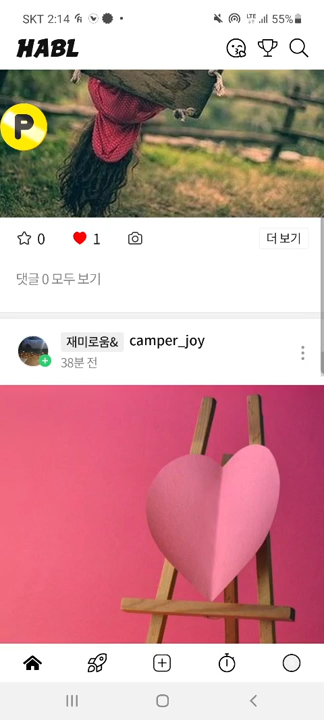 SKT 2:14
LTE 55%
HABL
P
0
1
더 보기
댓글 0 모두 보기
재미로움& camper_joy
38분 전